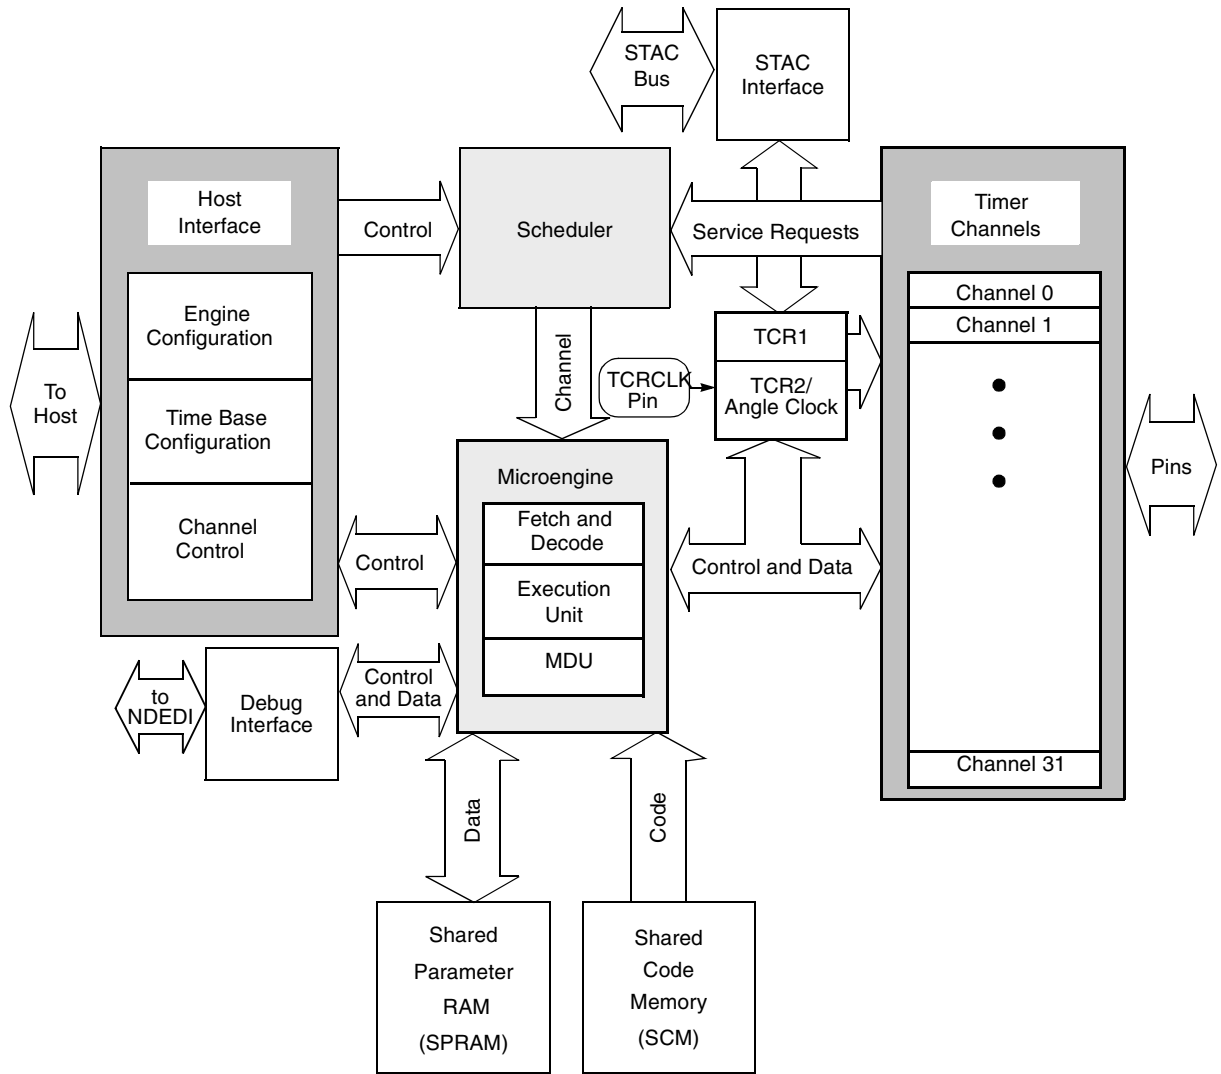 STAC
Bus
STAC
Interface
Host
Interface
Control
Scheduler
Service Requests
Timer
Channels
Engine
Configuration
Time Base
Configuration
Channel
Control
To
Host
Channel
TCRCLK
Pin
TCR1
TCR2/
Angle Clock
Channel 0
Channel 1
Channel 31
Pins
Microengine
Fetch and
Decode
Execution
Unit
MDU
Control
Control and Data
Control
and Data
to
NDEDI
Debug
Interface
Data
Code
Shared
Parameter
RAM
(SPRAM)
Shared
Code
Memory
(SCM)